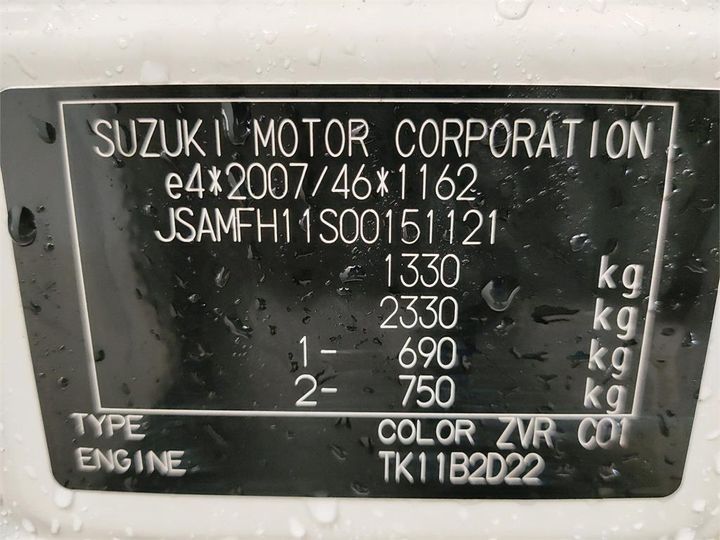 SUZUKI MOTOR CORPORATION
e4*2007/46*1162
JSAMFH11S00151121
1330 kg
2330 kg
1- 690 kg
2- 750 kg
TYPE COLOR ZVR C01
ENGINE TK11B2D22